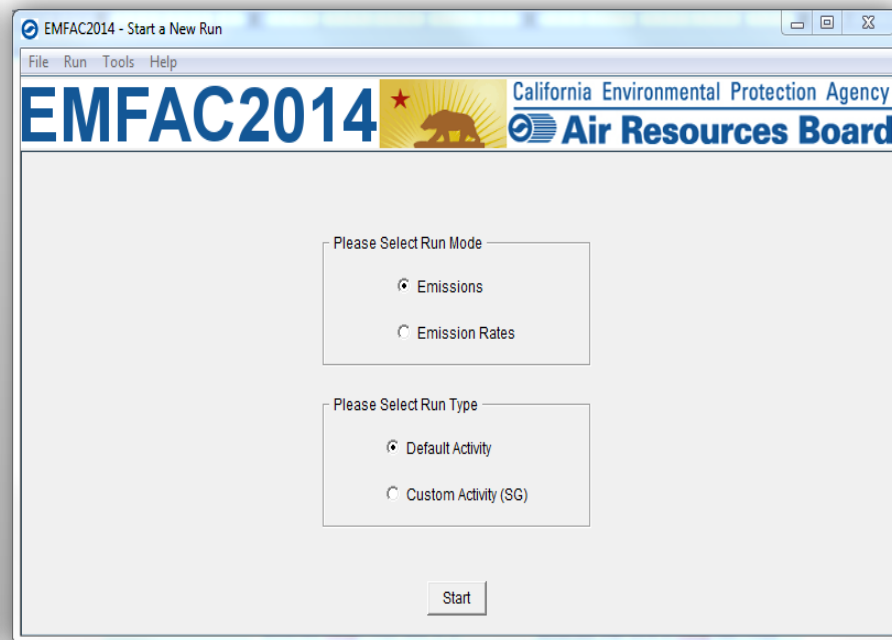 EMFAC2014 - Start a New Run
File Run Tools Help
EMFAC2014
California Environmental Protection Agency
Air Resources Board
Please Select Run Mode
Emissions
Emission Rates
Please Select Run Type
Default Activity
Custom Activity (SG)
Start